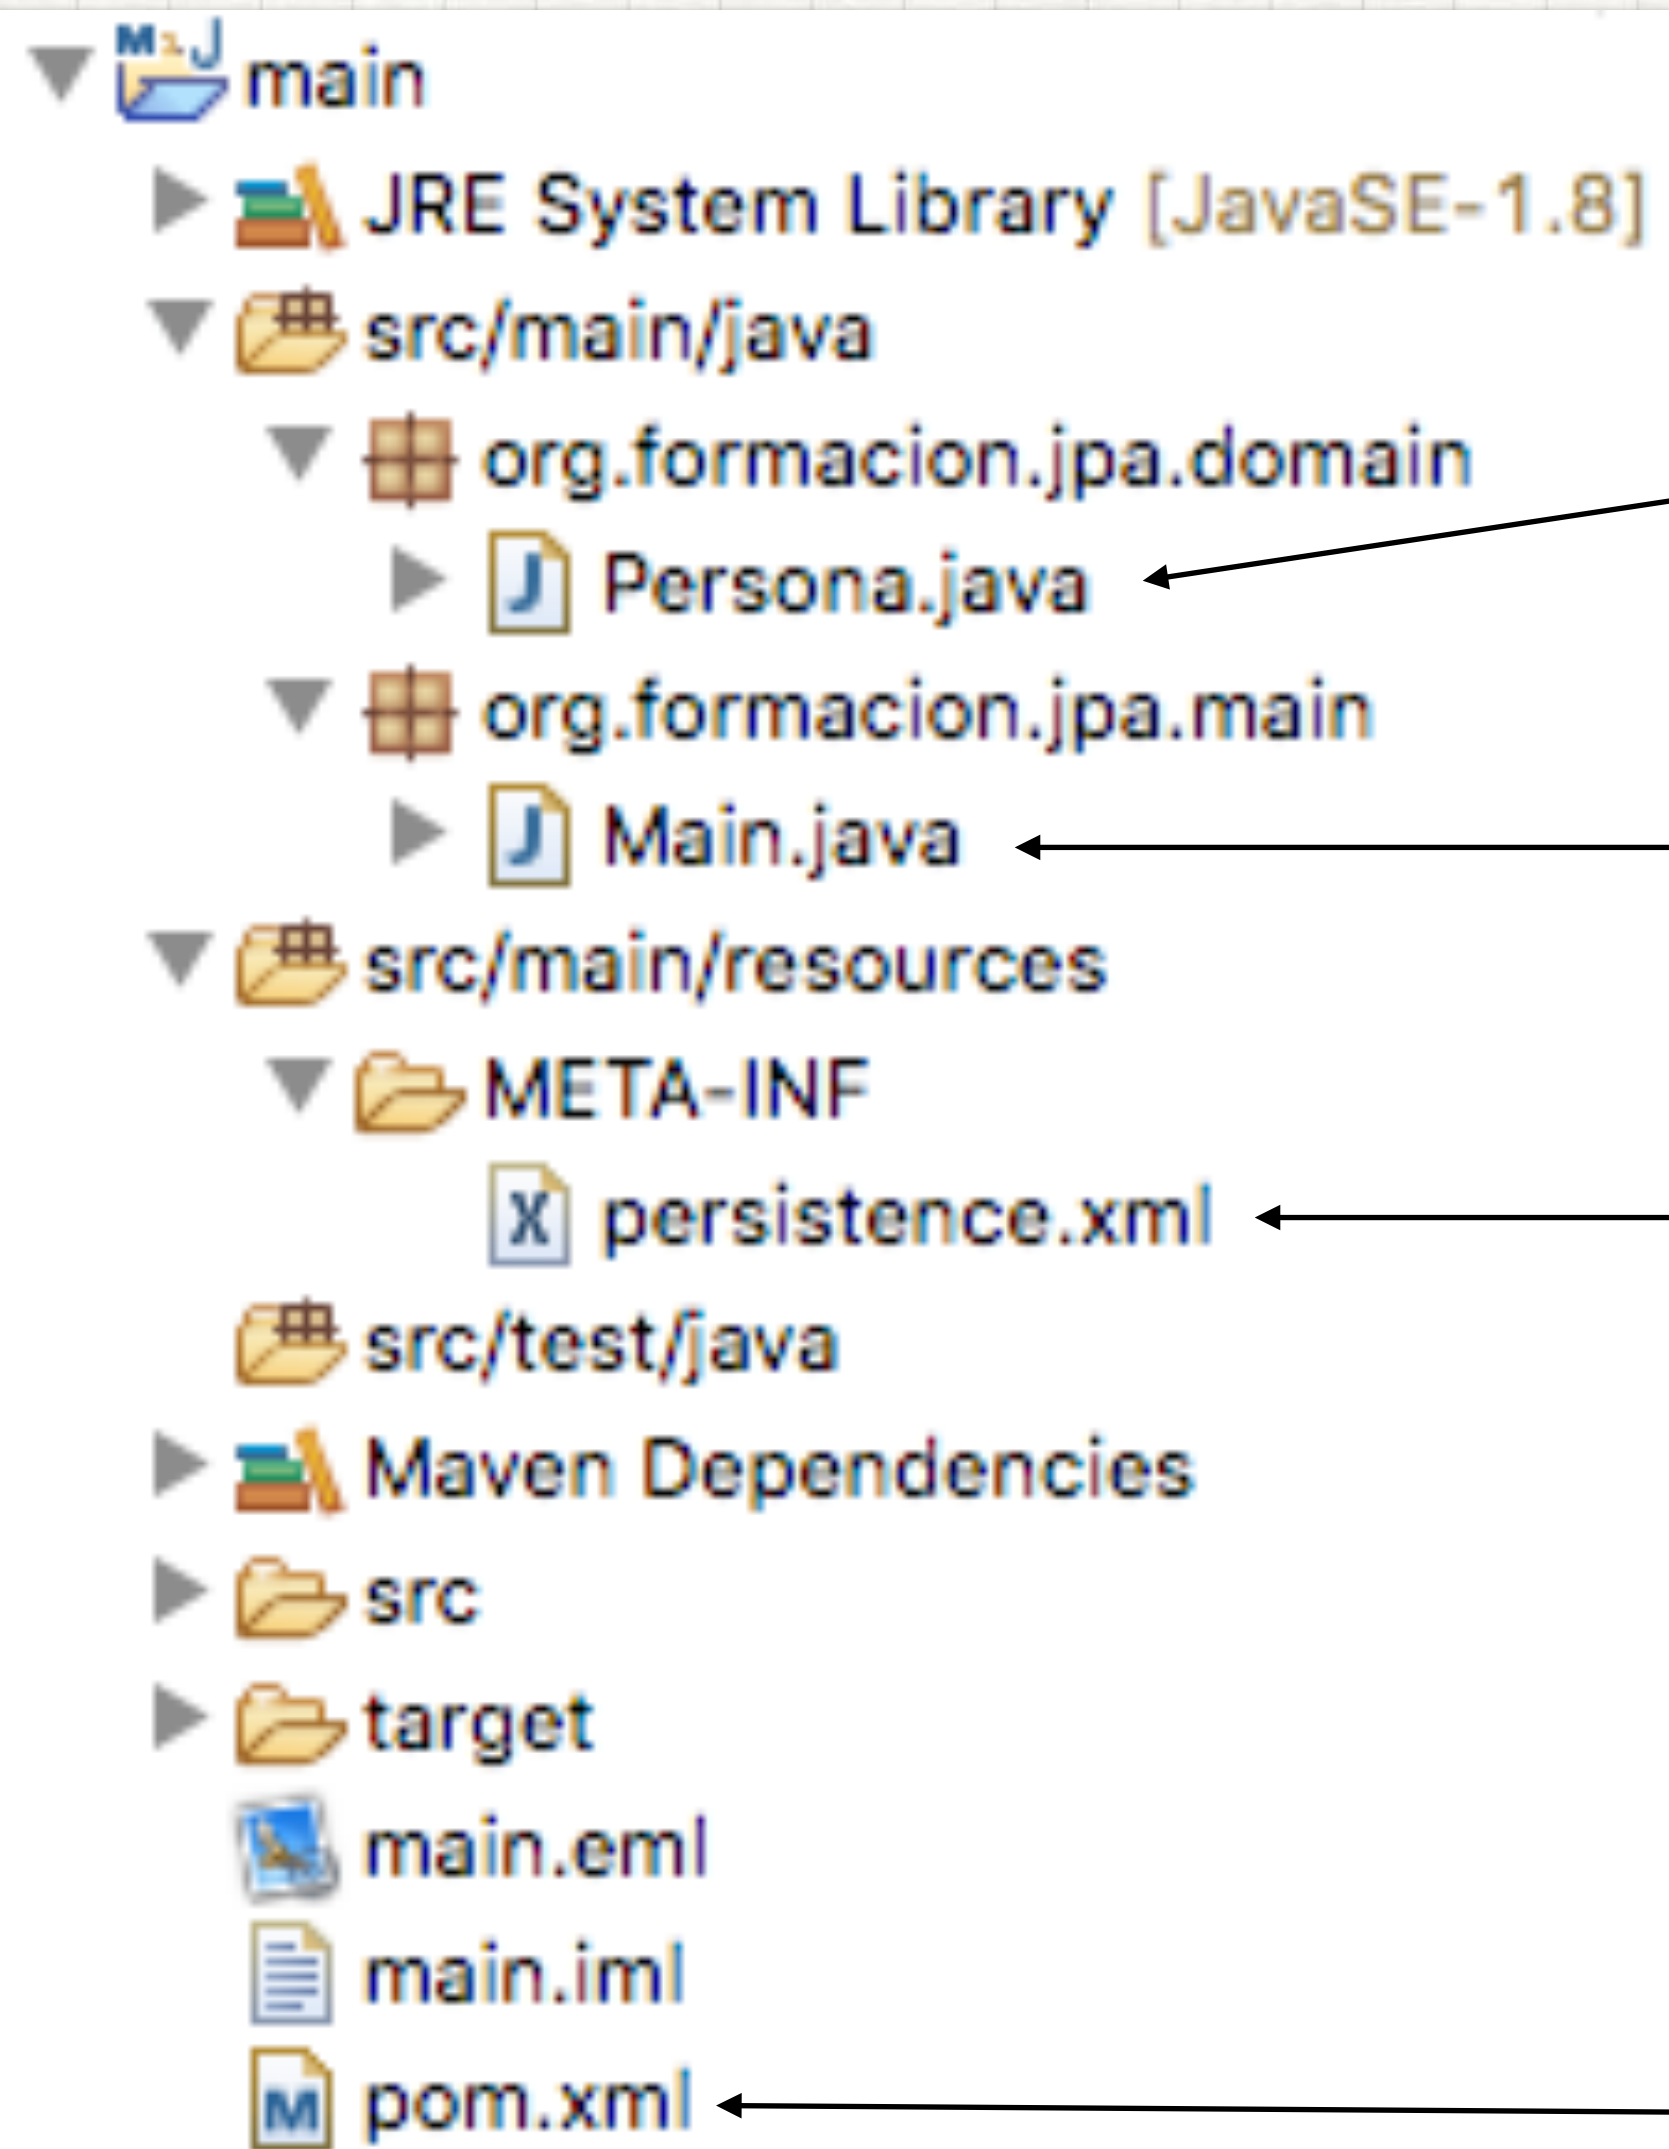 main
JRE System Library [JavaSE-1.8]
src/main/java
org.formacion.jpa.domain
Persona.java
org.formacion.jpa.main
Main.java
src/main/resources
META-INF
persistence.xml
src/test/java
Maven Dependencies
src
target
main.eml
main.iml
pom.xml